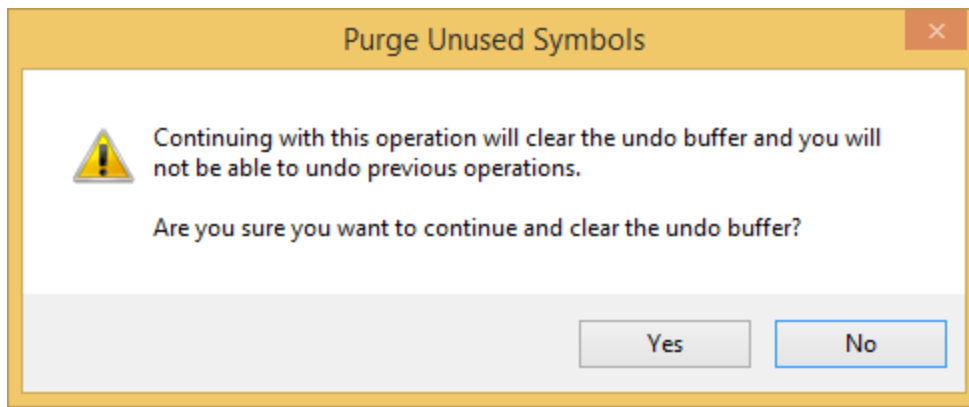 Purge Unused Symbols
Continuing with this operation will clear the undo buffer and you will
not be able to undo previous operations.
Are you sure you want to continue and clear the undo buffer?
Yes No